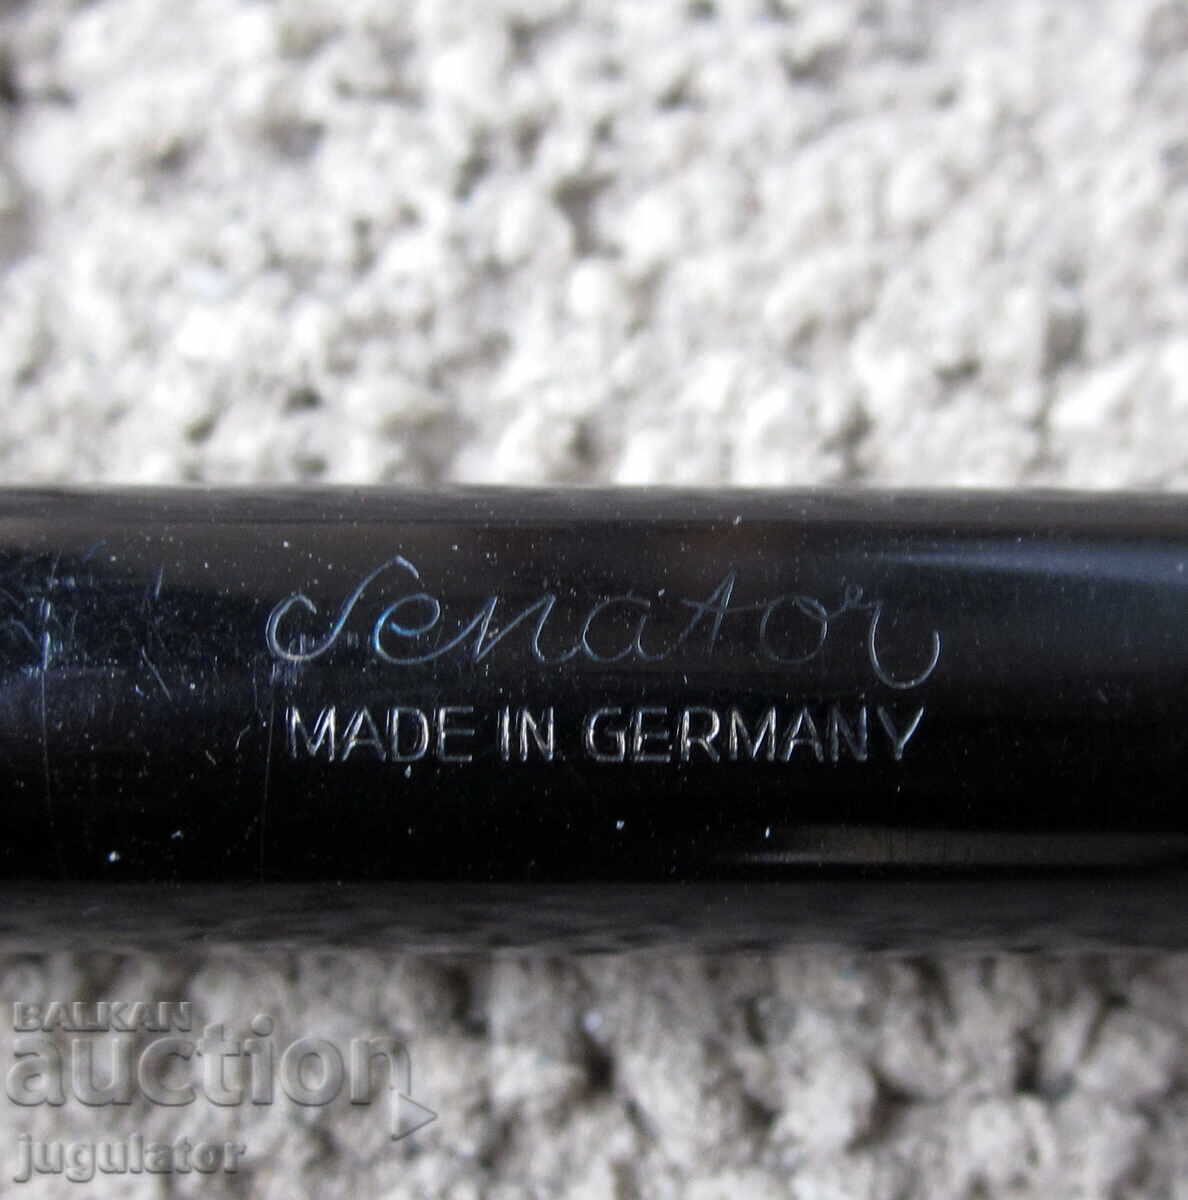 Senator
MADE IN GERMANY
BALKAN
auction
jugulator